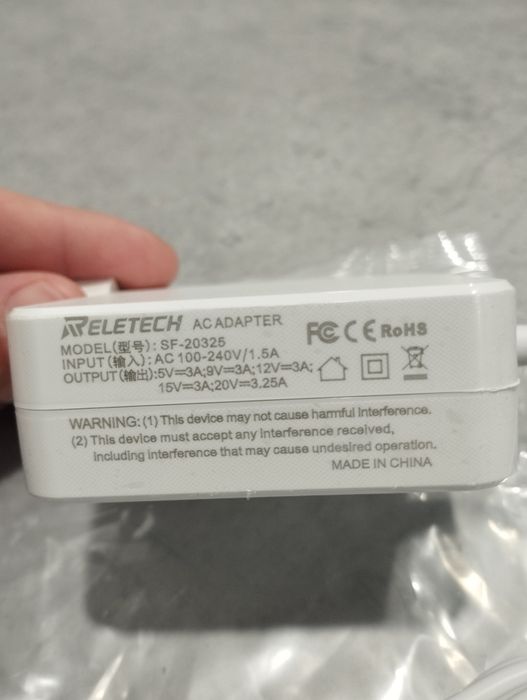 RELETECH AC ADAPTER
MODEL(型号): SF-20325
INPUT (输入): AC 100-240V/1.5A
OUTPUT(输出):5V⎓3A;9V⎓3A;12V⎓3A;
15V⎓3A;20V⎓3.25A
FC CE RoHS
WARNING: (1) This device may not cause harmful Interference.
(2) This device must accept any Interference received,
including interference that may cause undesired operation.
MADE IN CHINA